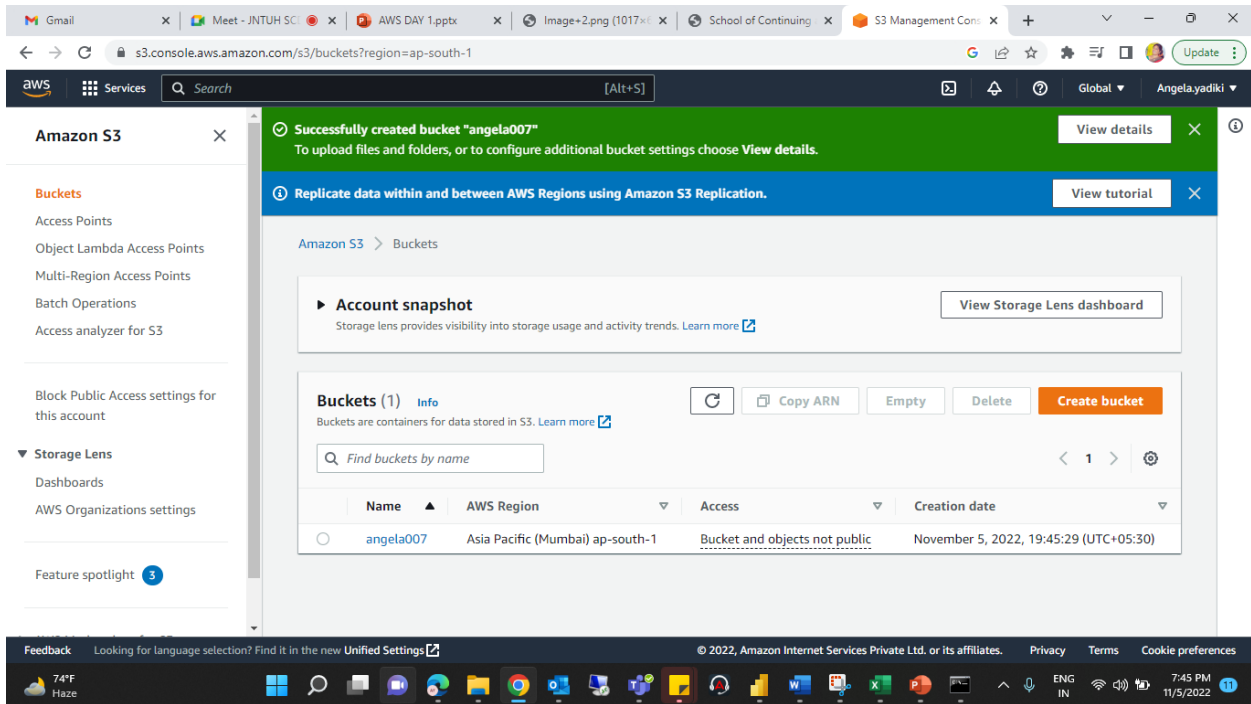 Gmail
Meet - JNTUH SCI
AWS DAY 1.pptx
Image+2.png (1017×6
School of Continuing
S3 Management Cons
s3.console.aws.amazon.com/s3/buckets?region=ap-south-1
Update
aws
Services
Search
[Alt+S]
Global
Angela.yadiki
Amazon S3
Buckets
Access Points
Object Lambda Access Points
Multi-Region Access Points
Batch Operations
Access analyzer for S3
Block Public Access settings for
this account
Storage Lens
Dashboards
AWS Organizations settings
Feature spotlight 3
Successfully created bucket "angela007"
To upload files and folders, or to configure additional bucket settings choose View details.
View details
Replicate data within and between AWS Regions using Amazon S3 Replication.
View tutorial
Amazon S3 > Buckets
Account snapshot
Storage lens provides visibility into storage usage and activity trends. Learn more
View Storage Lens dashboard
Buckets (1) Info
Buckets are containers for data stored in S3. Learn more
Copy ARN
Empty
Delete
Create bucket
Find buckets by name
1
Name AWS Region Access Creation date
angela007 Asia Pacific (Mumbai) ap-south-1 Bucket and objects not public November 5, 2022, 19:45:29 (UTC+05:30)
Feedback Looking for language selection? Find it in the new Unified Settings © 2022, Amazon Internet Services Private Ltd. or its affiliates. Privacy Terms Cookie preferences
74°F
Haze
ENG
IN
7:45 PM
11/5/2022
11